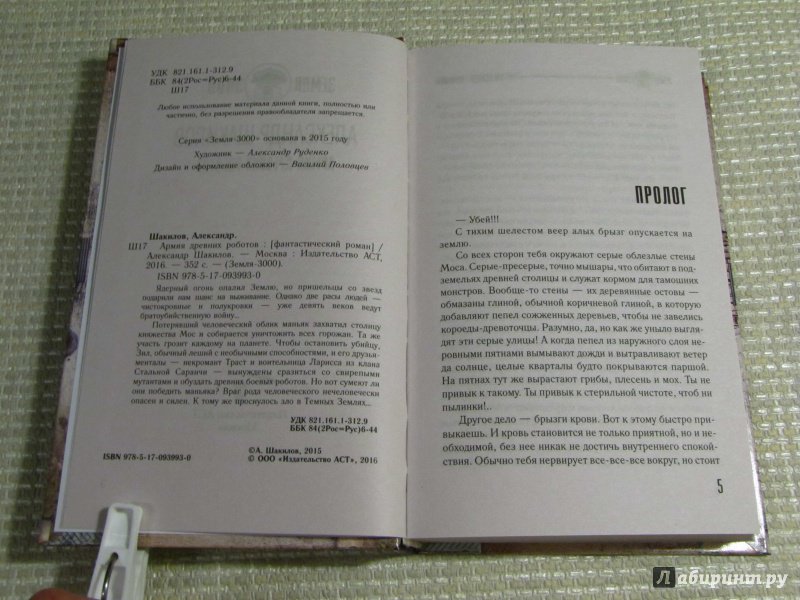 УДК 821.161.1-312.9
ББК 84(2Рос=Рус)6-44
Ш17
Любое использование материала данной книги, полностью или
частично, без разрешения правообладателя запрещается.
Серия «Земля-3000» основана в 2015 году
Художник — Александр Руденко
Дизайн и оформление обложки — Василий Половцев
Шакилов, Александр.
Ш17 Армия древних роботов : [фантастический роман] /
Александр Шакилов. — Москва : Издательство АСТ,
2016. — 352 с. — (Земля-3000).
ISBN 978-5-17-093993-0
Ядерный огонь опалил Землю, но пришельцы со звезд
подарили нам шанс на выживание. Однако две расы людей —
чистокровные и полукровки — уже девять веков ведут
братоубийственную войну...
Потерявший человеческий облик маньяк захватил столицу
княжества Мос и собирается уничтожить всех горожан. Та же
участь грозит каждому на планете. Чтобы остановить убийцу,
Зил, обычный леший с необычными способностями, и его друзья-
менталы — некромант Траст и воительница Ларисса из клана
Стальной Саранчи — вынуждены сразиться со свирепыми
мутантами и обуздать древних боевых роботов. Но вот сумеют ли
они победить маньяка? Враг рода человеческого нечеловечески
опасен и силен. К тому же проснулось зло в Темных Землях...
УДК 821.161.1-312.9
ББК 84(2Рос=Рус)6-44
©А. Шакилов, 2015
ISBN 978-5-17-093993-0 © ООО «Издательство АСТ», 2016
ПРОЛОГ
— Убей!!!
С тихим шелестом веер алых брызг опускается на
землю.
Со всех сторон тебя окружают серые облезлые стены
Моса. Серые-пресерые, точно мышары, что обитают в под-
земельях древней столицы и служат кормом для тамошних
монстров. Вообще-то стены — их деревянные остовы —
обмазаны глиной, обычной коричневой глиной, в которую
добавляют пепел сожженных деревьев, чтобы не завелись
короеды-древоточцы. Разумно, да, но как же уныло выгля-
дят эти серые улицы! А когда пепел из наружного слоя не-
ровными пятнами вымывают дожди и вытравливают ветер
да солнце, целые кварталы будто покрываются паршой.
На пятнах тут же вырастают грибы, плесень и мох. Ты не
привык к такому. Ты привык к стерильной чистоте, чтоб ни
пылинки!..
Другое дело — брызги крови. Вот к этому быстро при-
выкаешь. И кровь становится не только приятной, но и не-
обходимой, без нее никак не достичь внутреннего спокой-
ствия. Обычно тебя нервирует все-все-все вокруг, но стоит
5
Лабиринт.ру